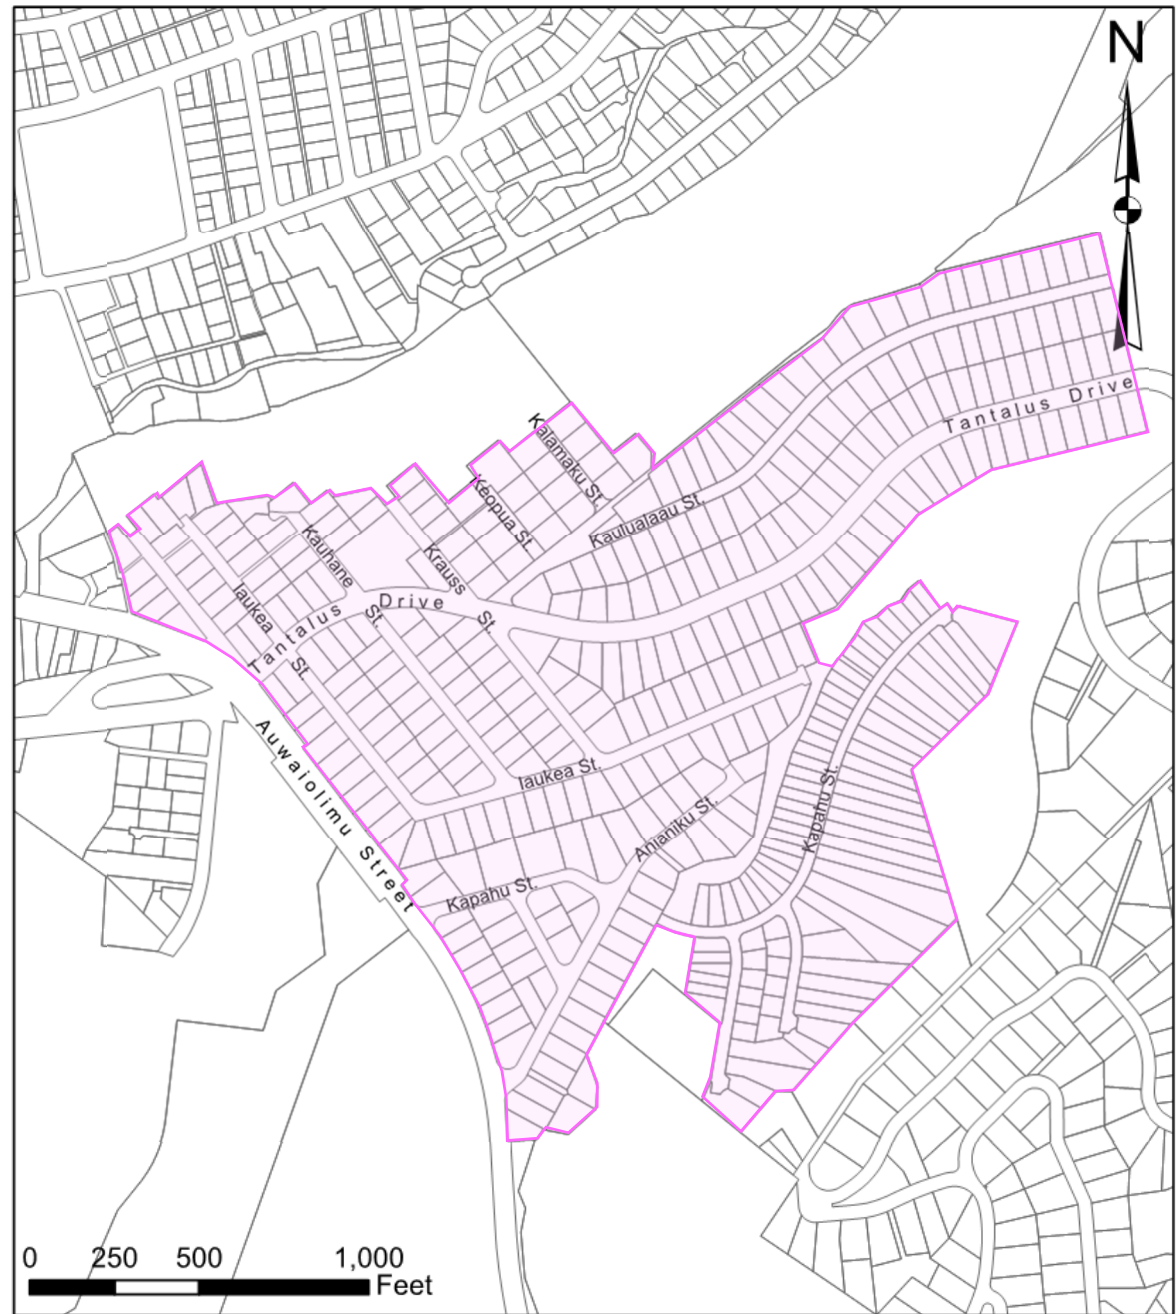 N
Kalamaku St.
Tantalus Drive
Keopua St.
Kaulualaau St.
Kauhane St.
Krauss St.
Iaukea St.
Tantalus Drive
Auwaiolimu Street
Iaukea St.
Anianiku St.
Kapahu St.
Kapahu St.
0 250 500 1,000
Feet